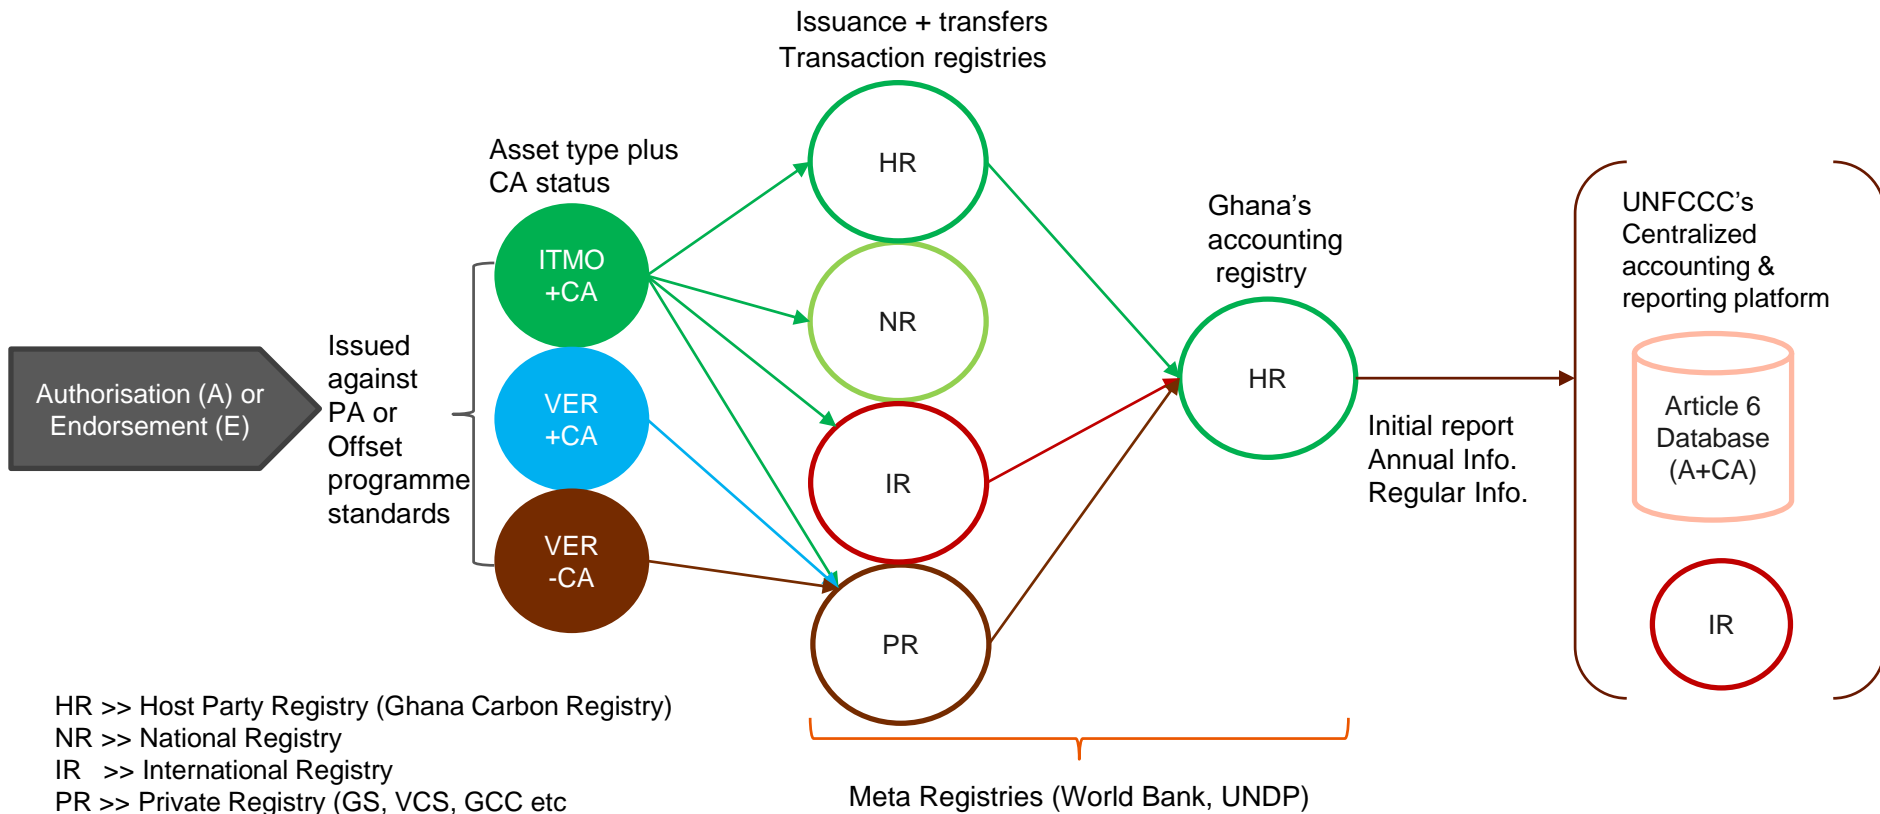 Issuance + transfers
Transaction registries
Asset type plus
CA status
HR
ITMO
+CA
Ghana's
accounting
registry
UNFCCC’s
Centralized
accounting &
reporting platform
NR
Issued
against
PA or
Offset
programme
standards
Authorisation (A) or
Endorsement (E)
VER
+CA
HR
Article 6
Database
(A+CA)
Initial report
Annual Info.
Regular Info.
IR
VER
-CA
IR
PR
HR >> Host Party Registry (Ghana Carbon Registry)
NR >> National Registry
IR >> International Registry
PR >> Private Registry (GS, VCS, GCC etc
Meta Registries (World Bank, UNDP)